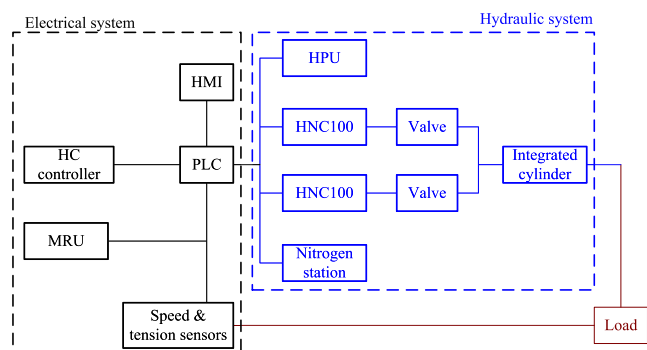 Electrical system
Hydraulic system
HPU
HMI
HNC100
Valve
HC
controller
PLC
Integrated
cylinder
HNC100
Valve
MRU
Nitrogen
station
Speed &
tension sensors
Load